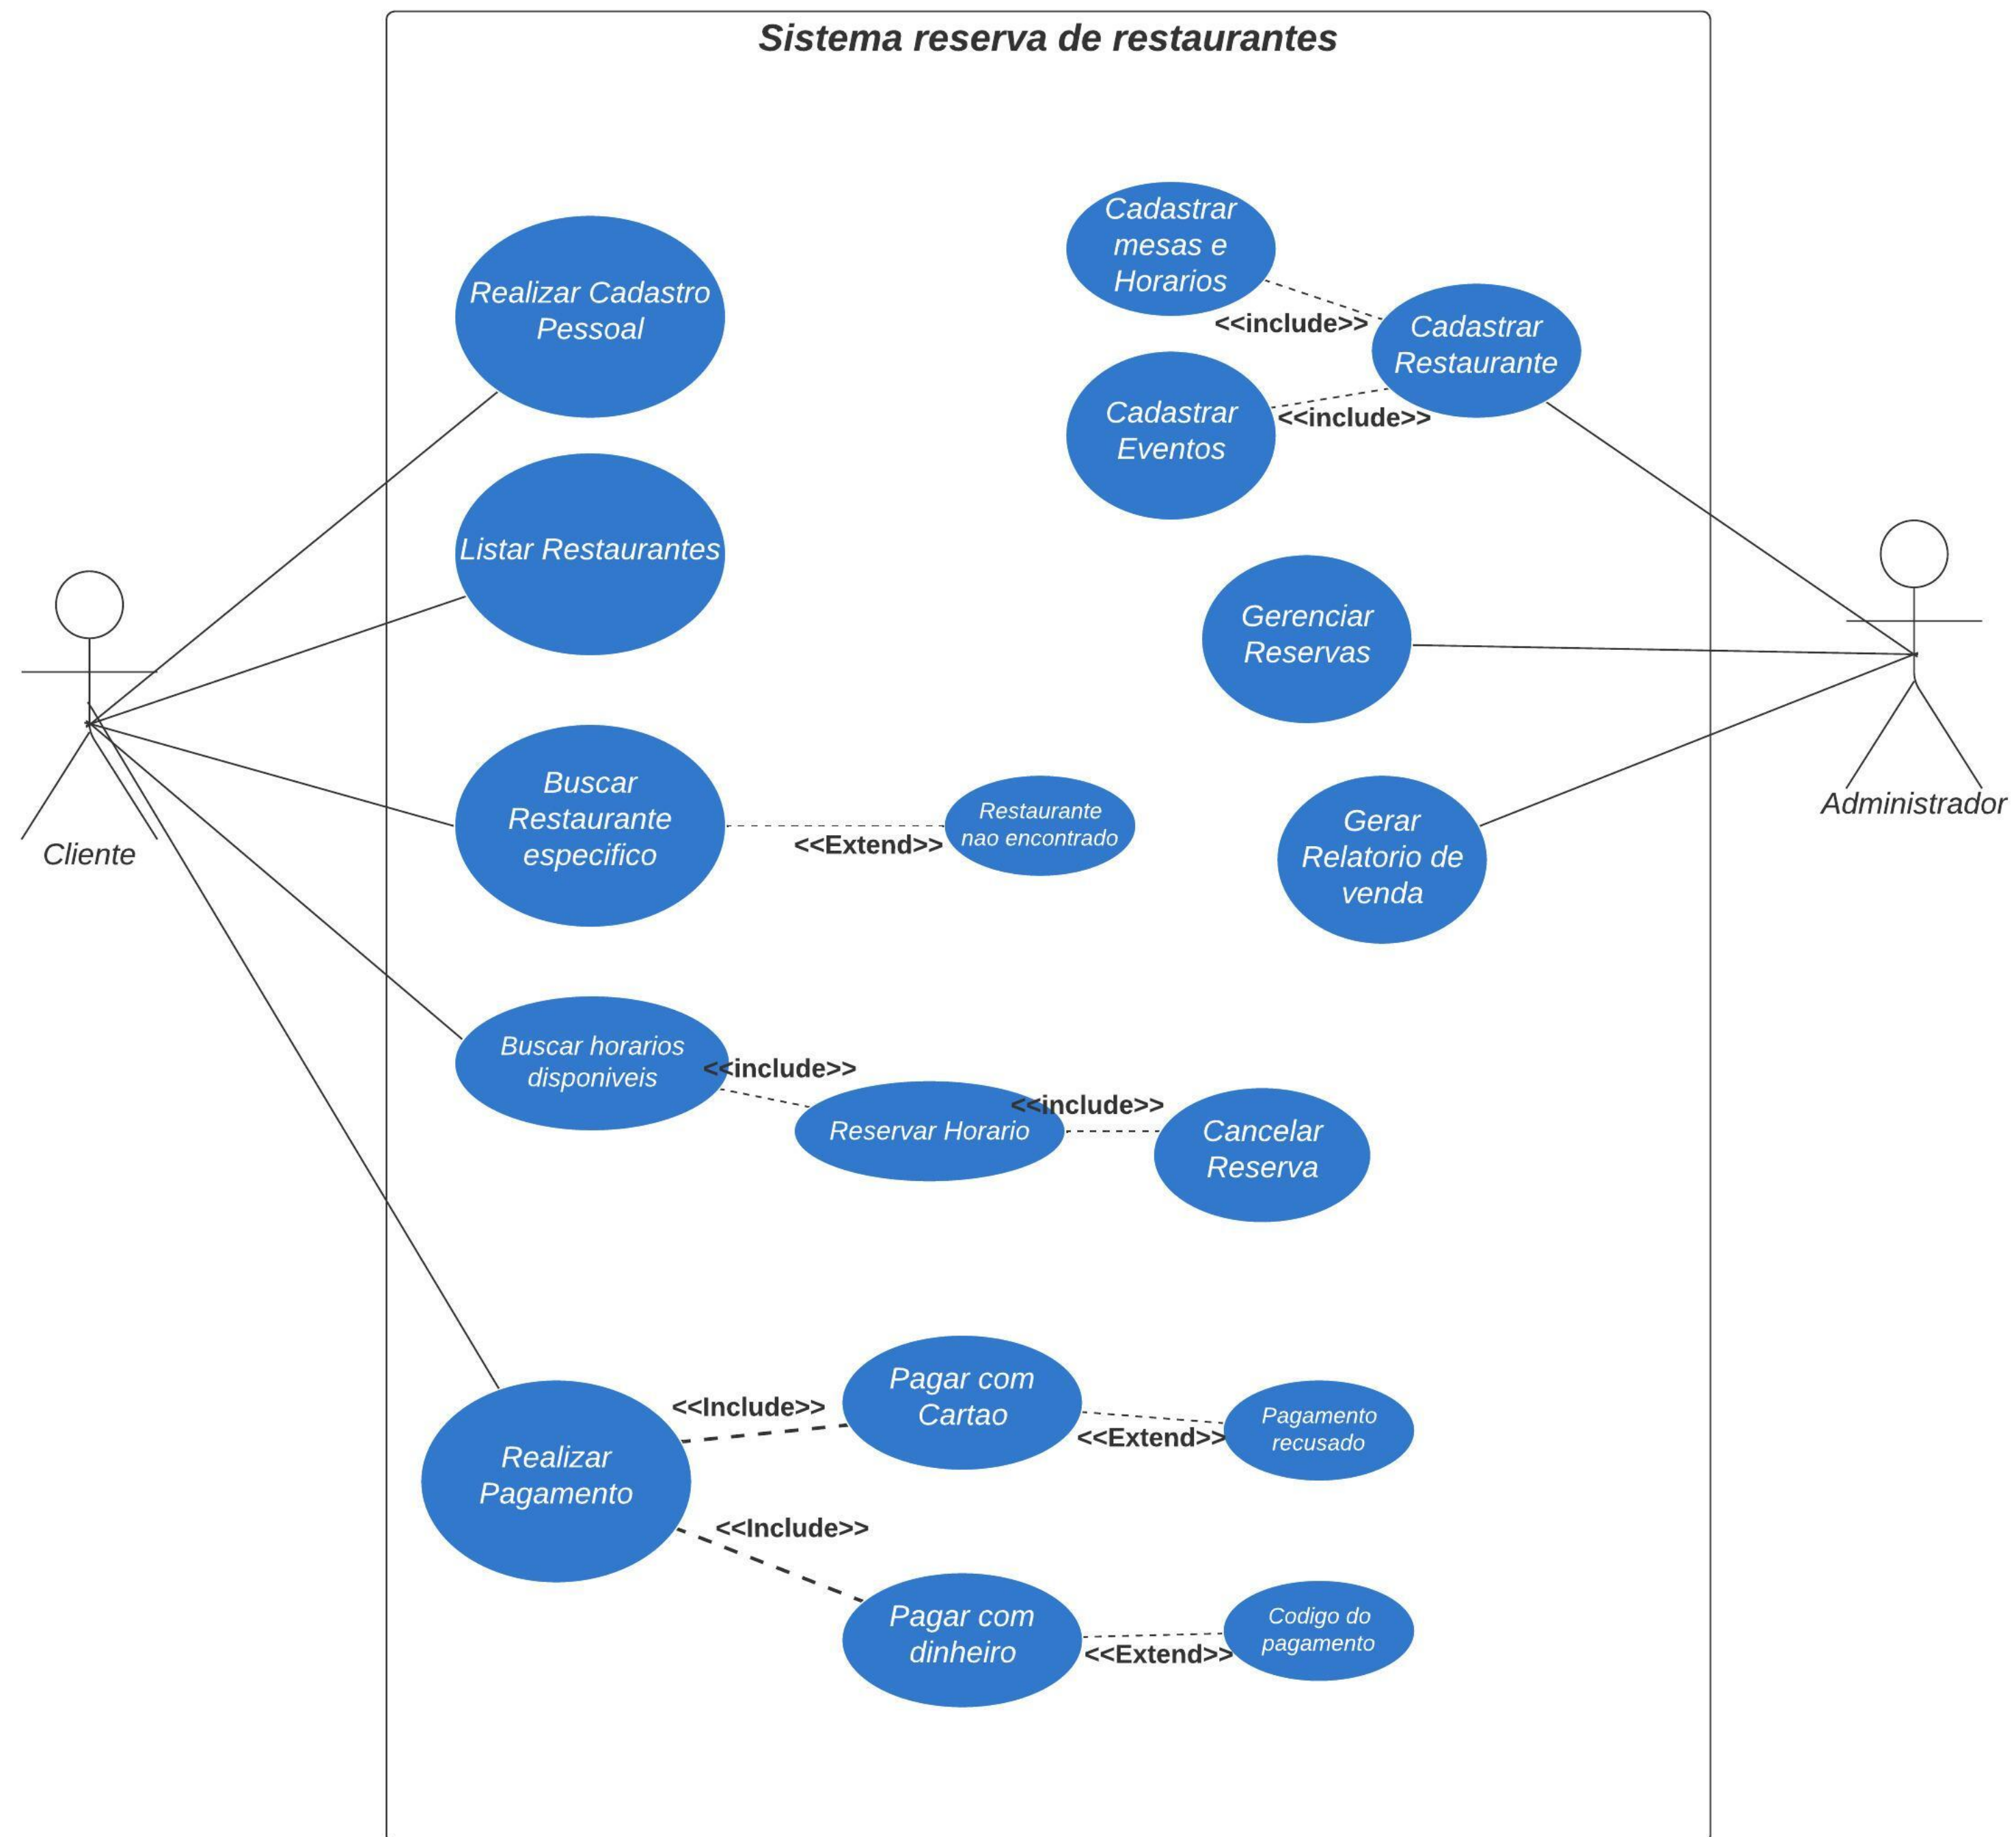 Sistema reserva de restaurantes
Realizar Cadastro
Pessoal
Listar Restaurantes
Buscar
Restaurante
especifico
<<Extend>>
Restaurante
nao encontrado
Buscar horarios
disponiveis
<<include>>
Reservar Horario
<<include>>
Cancelar
Reserva
Realizar
Pagamento
<<Include>>
Pagar com
Cartao
<<Extend>>
Pagamento
recusado
<<Include>>
Pagar com
dinheiro
<<Extend>>
Codigo do
pagamento
Cadastrar
mesas e
Horarios
<<include>>
Cadastrar
Restaurante
Cadastrar
Eventos
<<include>>
Gerenciar
Reservas
Gerar
Relatorio de
venda
Cliente
Administrador